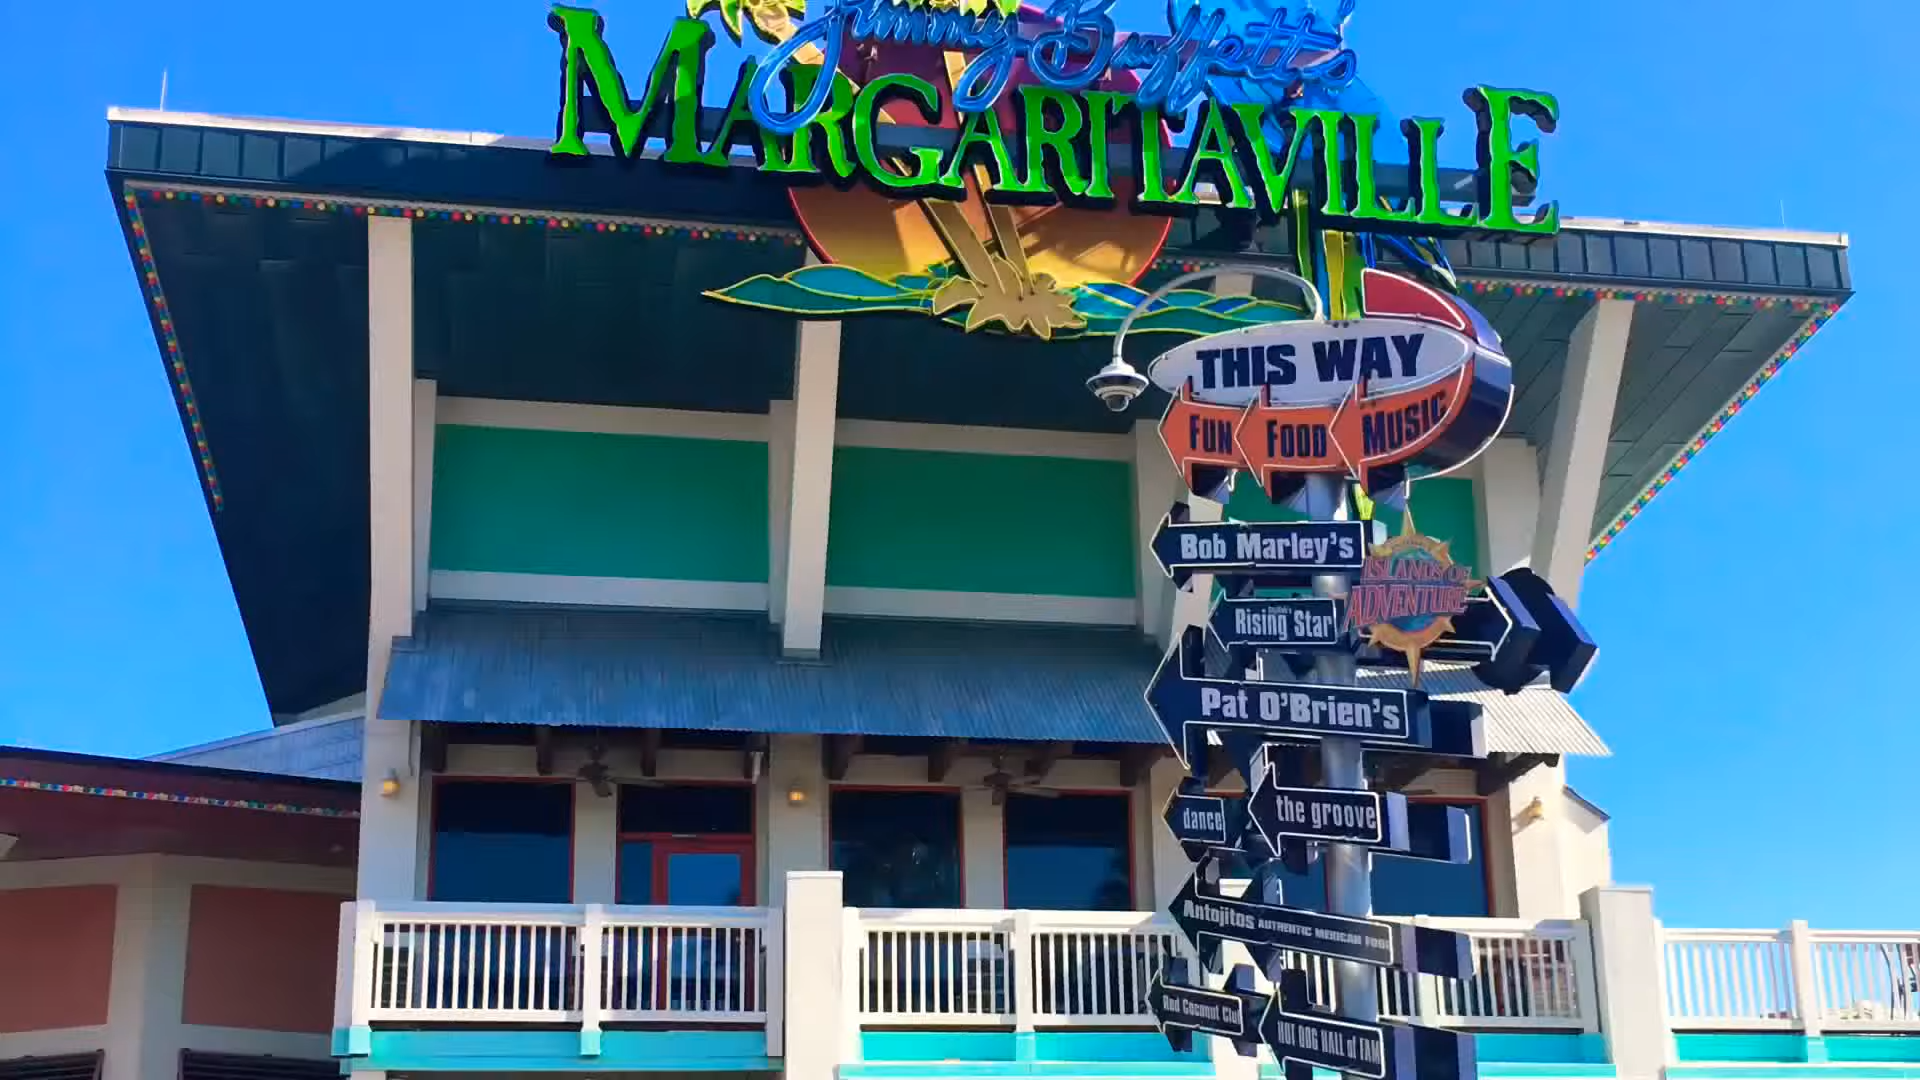 Jimmy Buffett's
MARGARITAVILLE
THIS WAY
FUN FOOD MUSIC
Bob Marley's
ISLANDS OF
ADVENTURE
Rising Star
Pat O'Brien's
dance
the groove
Antojitos AUTHENTIC MEXICAN FOOD
Red Coconut Club
HOT DOG HALL of FAME